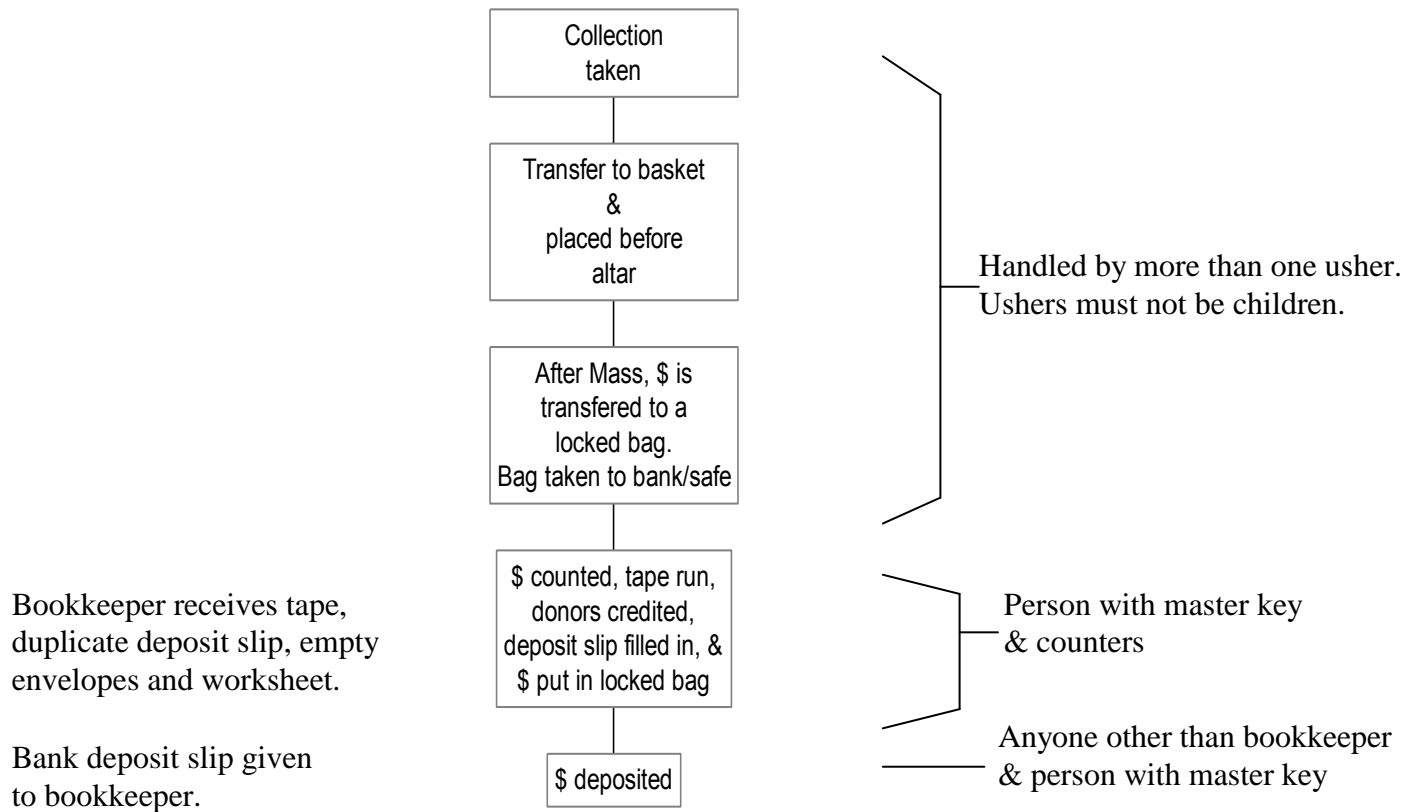 Collection
taken
Transfer to basket
&
placed before
altar
Handled by more than one usher.
Ushers must not be children.
After Mass, $ is
transfered to a
locked bag.
Bag taken to bank/safe
Bookkeeper receives tape,
duplicate deposit slip, empty
envelopes and worksheet.
$ counted, tape run,
donors credited,
deposit slip filled in, &
$ put in locked bag
Person with master key
& counters
Bank deposit slip given
to bookkeeper.
$ deposited
Anyone other than bookkeeper
& person with master key